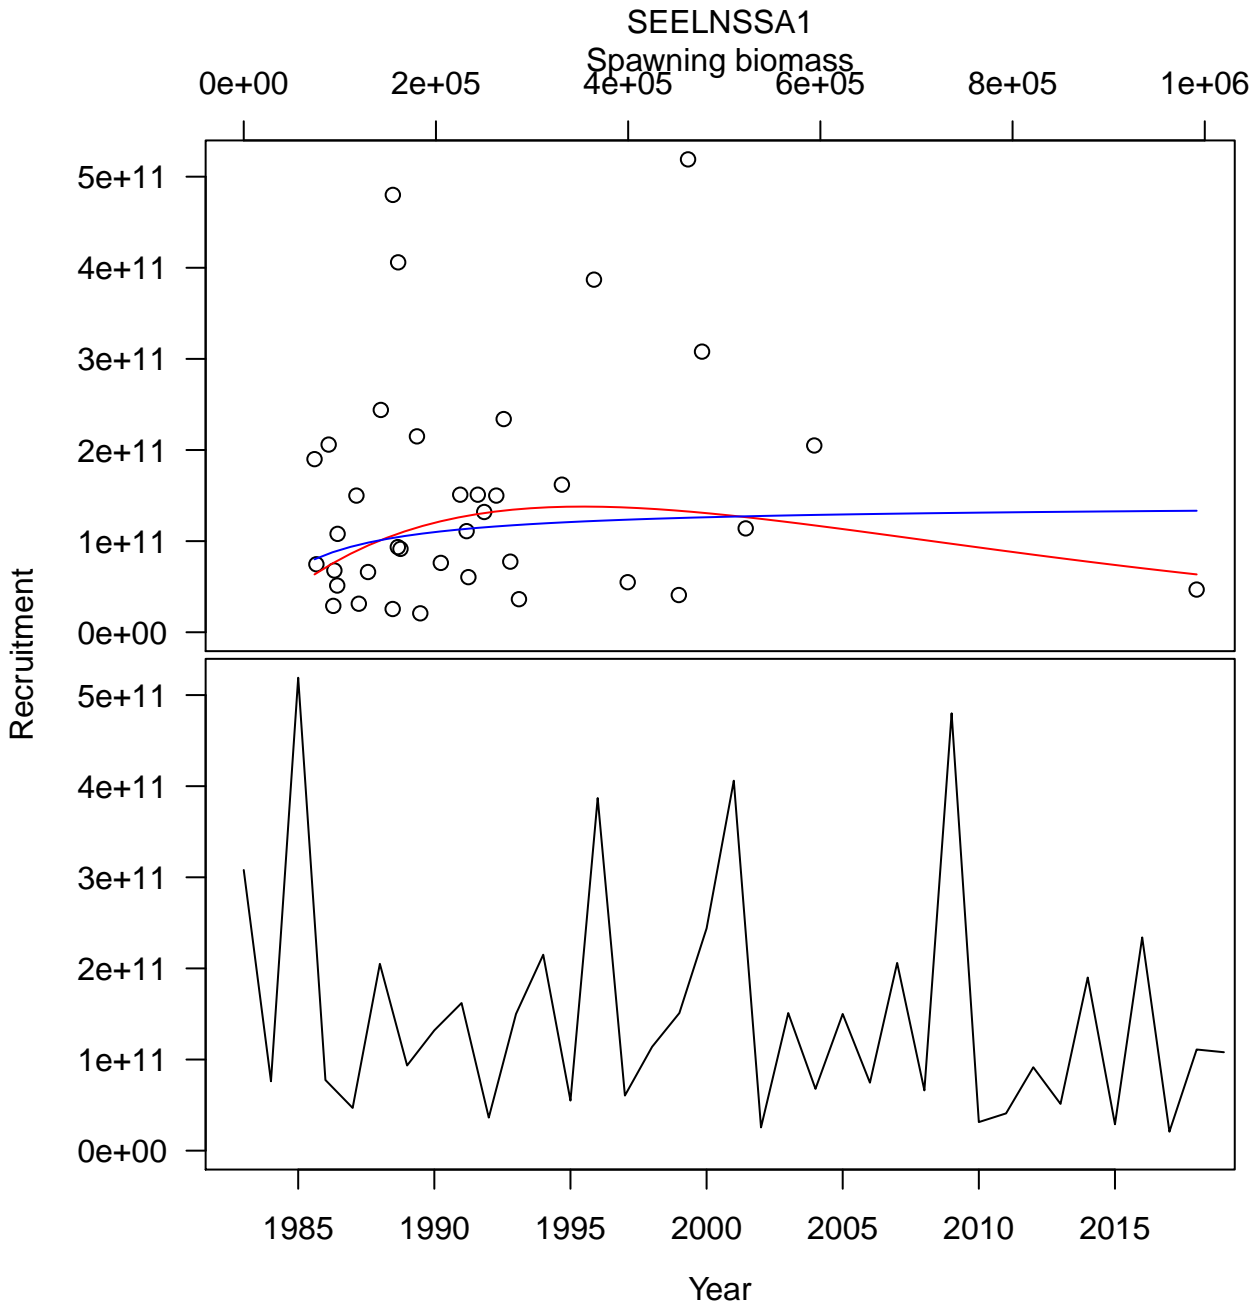 SEELNSSA1
Spawning biomass
0e+00 2e+05 4e+05 6e+05 8e+05 1e+06
5e+11
4e+11
3e+11
2e+11
1e+11
0e+00
Recruitment
5e+11
4e+11
3e+11
2e+11
1e+11
0e+00
1985 1990 1995 2000 2005 2010 2015
Year